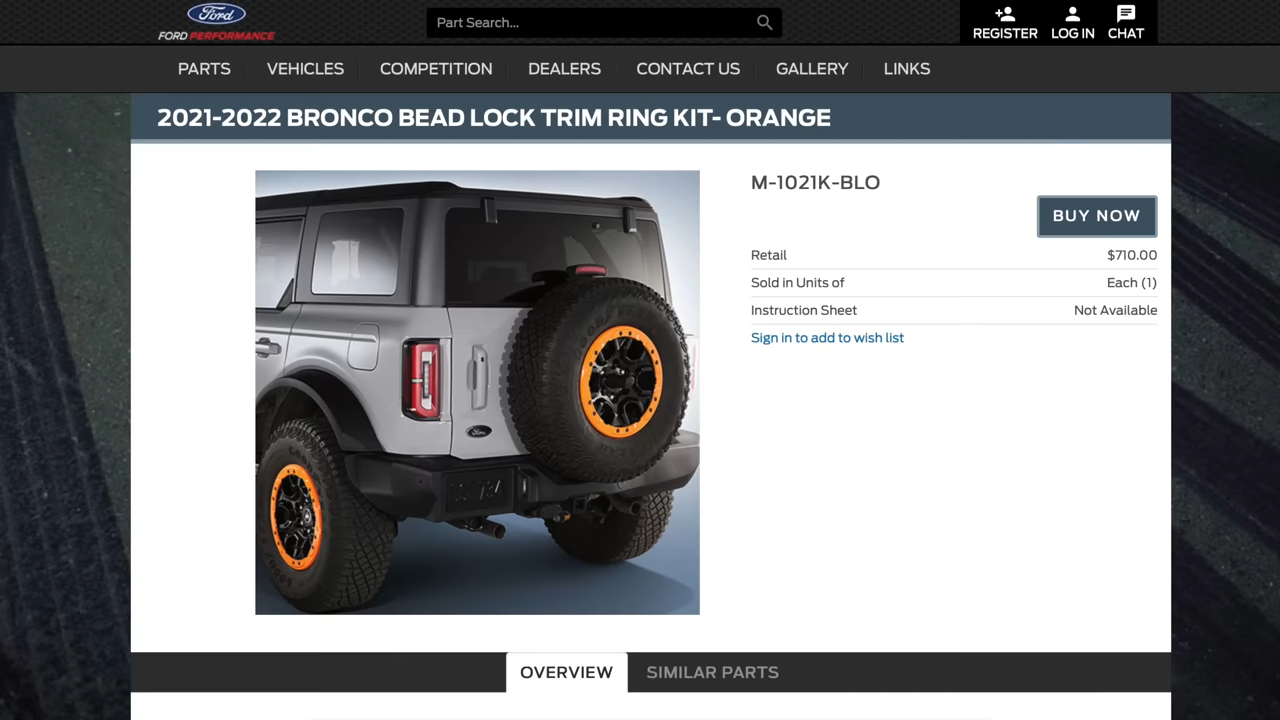 Ford
FORD PERFORMANCE
Part Search...
REGISTER
LOG IN
CHAT
PARTS
VEHICLES
COMPETITION
DEALERS
CONTACT US
GALLERY
LINKS
2021-2022 BRONCO BEAD LOCK TRIM RING KIT- ORANGE
M-1021K-BLO
BUY NOW
Retail $710.00
Sold in Units of Each (1)
Instruction Sheet Not Available
Sign in to add to wish list
Ford
OVERVIEW
SIMILAR PARTS